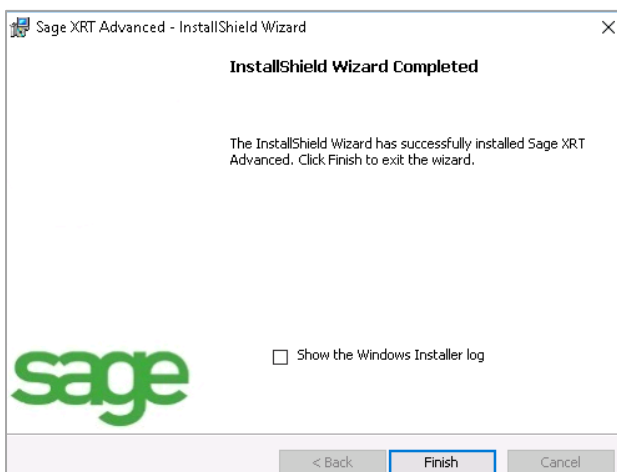 Sage XRT Advanced - InstallShield Wizard
InstallShield Wizard Completed
The InstallShield Wizard has successfully installed Sage XRT
Advanced. Click Finish to exit the wizard.
Show the Windows Installer log
sage
< Back Finish Cancel